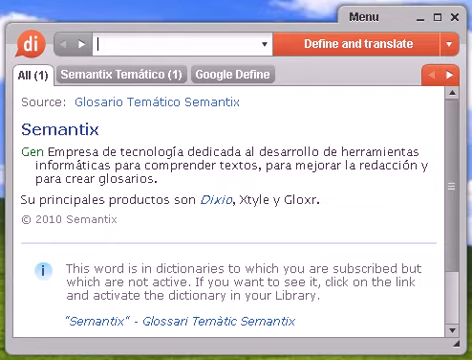 Menu
di
Define and translate
All (1)
Semantix Temático (1)
Google Define
Source: Glosario Temático Semantix
Semantix
Gen Empresa de tecnología dedicada al desarrollo de herramientas
informáticas para comprender textos, para mejorar la redacción y
para crear glosarios.
Su principales productos son Dixio, Xtyle y Gloxr.
© 2010 Semantix
i
This word is in dictionaries to which you are subscribed but
which are not active. If you want to see it, click on the link
and activate the dictionary in your Library.
"Semantix" - Glossari Temàtic Semantix